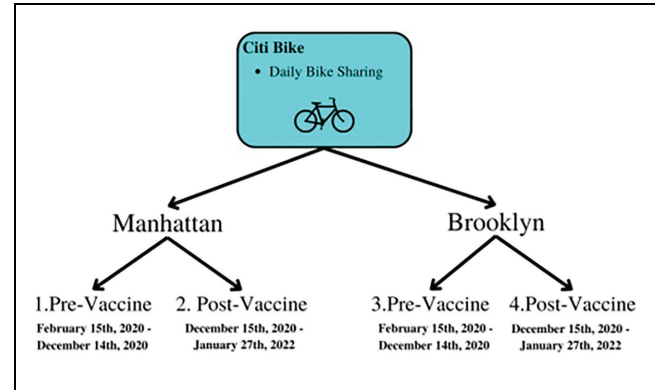 Citi Bike
• Daily Bike Sharing
Manhattan
Brooklyn
1.Pre-Vaccine
February 15th, 2020 -
December 14th, 2020
2. Post-Vaccine
December 15th, 2020 -
January 27th, 2022
3.Pre-Vaccine
February 15th, 2020 -
December 14th, 2020
4.Post-Vaccine
December 15th, 2020 -
January 27th, 2022